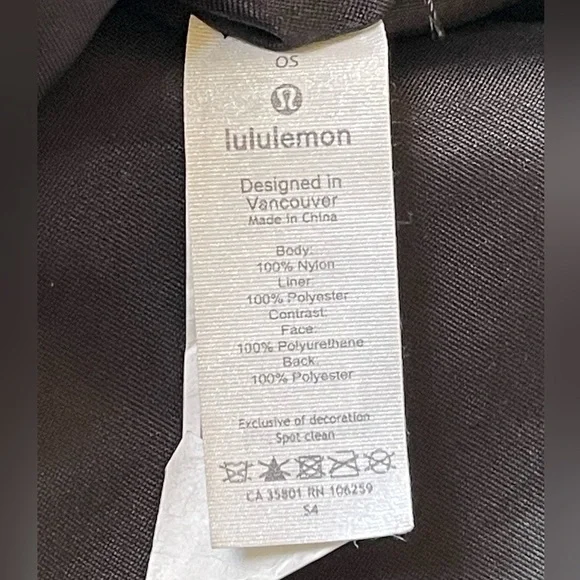 OS
lululemon
Designed in
Vancouver
Made in China
Body:
100% Nylon
Liner:
100% Polyester
Contrast:
Face:
100% Polyurethane
Back:
100% Polyester
Exclusive of decoration
Spot clean
CA 35801 RN 106259
S4